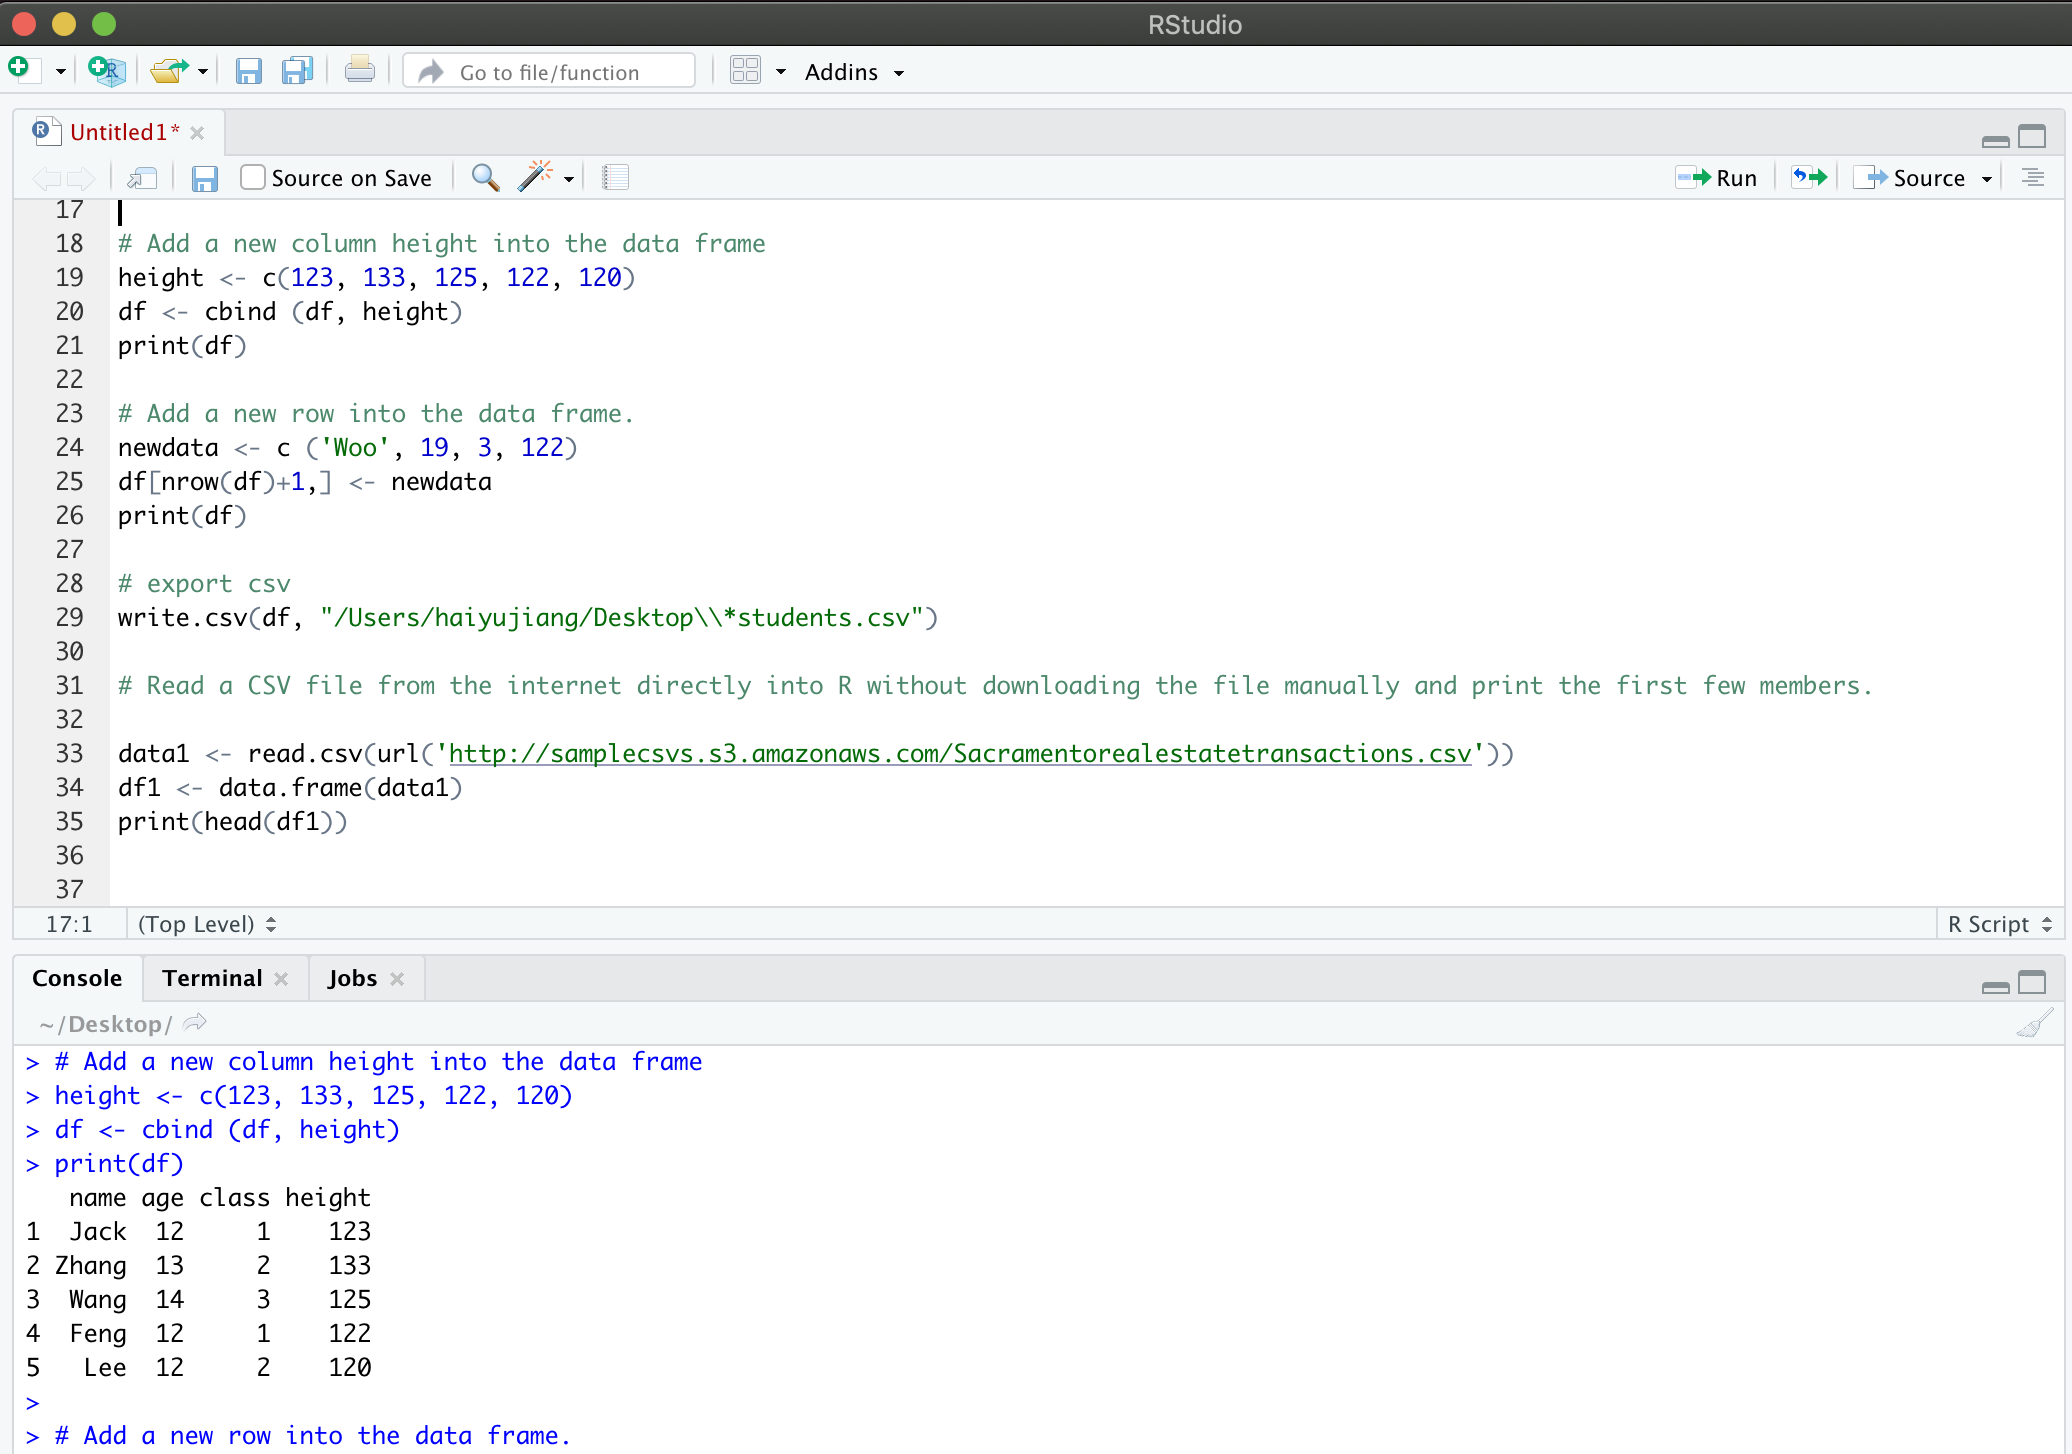 RStudio
Go to file/function
Addins
Untitled1*
Source on Save
Run
Source
17
18 # Add a new column height into the data frame
19 height <- c(123, 133, 125, 122, 120)
20 df <- cbind (df, height)
21 print(df)
22
23 # Add a new row into the data frame.
24 newdata <- c ('Woo', 19, 3, 122)
25 df[nrow(df)+1,] <- newdata
26 print(df)
27
28 # export csv
29 write.csv(df, "/Users/haiyujiang/Desktop\\*students.csv")
30
31 # Read a CSV file from the internet directly into R without downloading the file manually and print the first few members.
32
33 data1 <- read.csv(url('http://samplecsvs.s3.amazonaws.com/Sacramentorealestatetransactions.csv'))
34 df1 <- data.frame(data1)
35 print(head(df1))
36
37
17:1 (Top Level) R Script
Console Terminal Jobs
~/Desktop/
> # Add a new column height into the data frame
> height <- c(123, 133, 125, 122, 120)
> df <- cbind (df, height)
> print(df)
   name age class height
1  Jack  12     1    123
2 Zhang  13     2    133
3  Wang  14     3    125
4  Feng  12     1    122
5   Lee  12     2    120
>
> # Add a new row into the data frame.